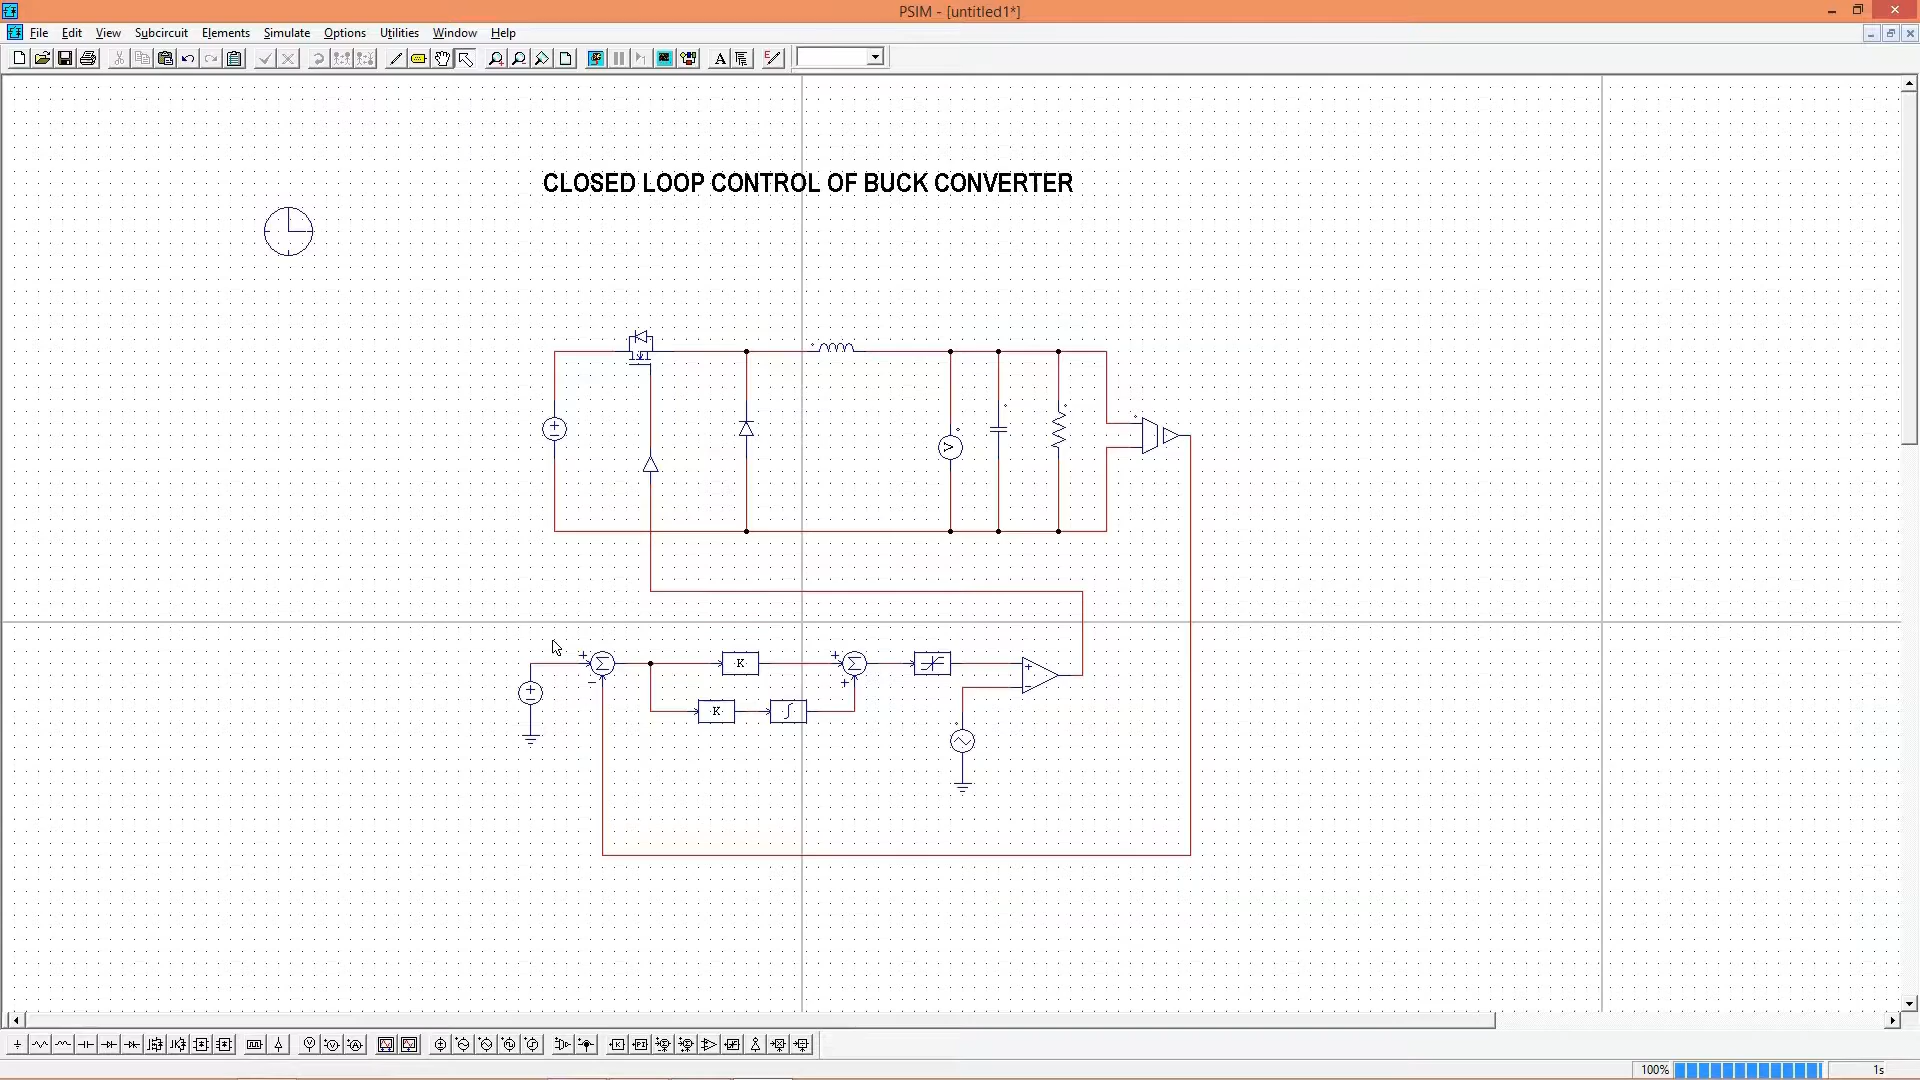 PSIM - [untitled1*]
File Edit View Subcircuit Elements Simulate Options Utilities Window Help
CLOSED LOOP CONTROL OF BUCK CONVERTER
K
K
100% 1s